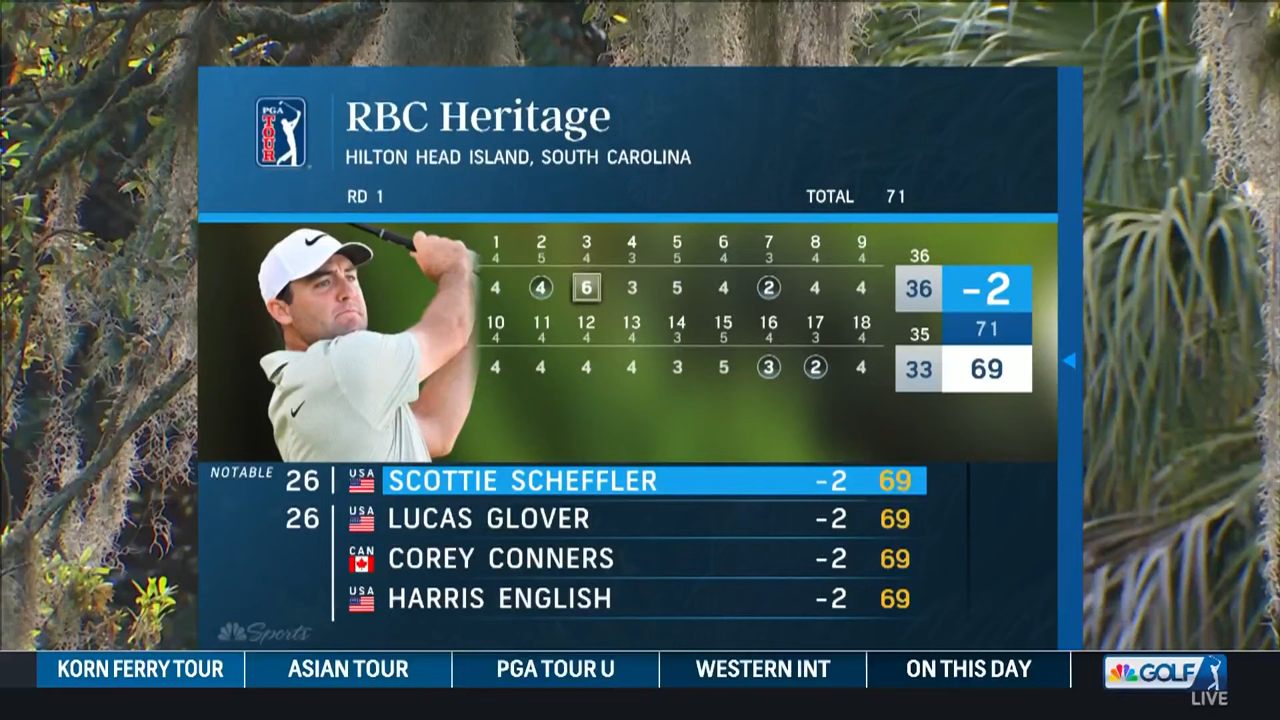 PGA TOUR
RBC Heritage
HILTON HEAD ISLAND, SOUTH CAROLINA
RD 1 TOTAL 71
1 2 3 4 5 6 7 8 9
4 5 4 3 5 4 3 4 4 36
4 4 6 3 5 4 2 4 4 36 -2
10 11 12 13 14 15 16 17 18 71
4 4 4 4 3 5 4 3 4 35
4 4 4 4 3 5 3 2 4 33 69
NOTABLE 26 USA SCOTTIE SCHEFFLER -2 69
26 USA LUCAS GLOVER -2 69
CAN COREY CONNERS -2 69
USA HARRIS ENGLISH -2 69
Sports
KORN FERRY TOUR ASIAN TOUR PGA TOUR U WESTERN INT ON THIS DAY GOLF
LIVE